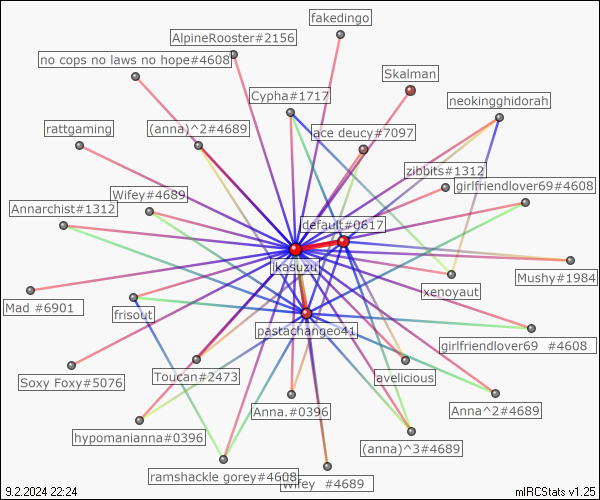 fakedingo
AlpineRooster#2156
no cops no laws no hope#4608
Skalman
Cypha#1717
neokingghidorah
rattgaming
(anna)^2#4689
ace deucy#7097
zibbits#1312
girlfriendlover69#4608
Wifey#4689
Annarchist#1312
default#0617
ikasuzu
Mushy#1984
xenoyaut
Mad #6901
frisout
pastachangeo41
girlfriendlover69 #4608
Soxy Foxy#5076
Toucan#2473
avelicious
Anna.#0396
Anna^2#4689
hypomanianna#0396
(anna)^3#4689
ramshackle gorey#4608
Wifey #4689
9.2.2024 22:24
mIRCStats v1.25